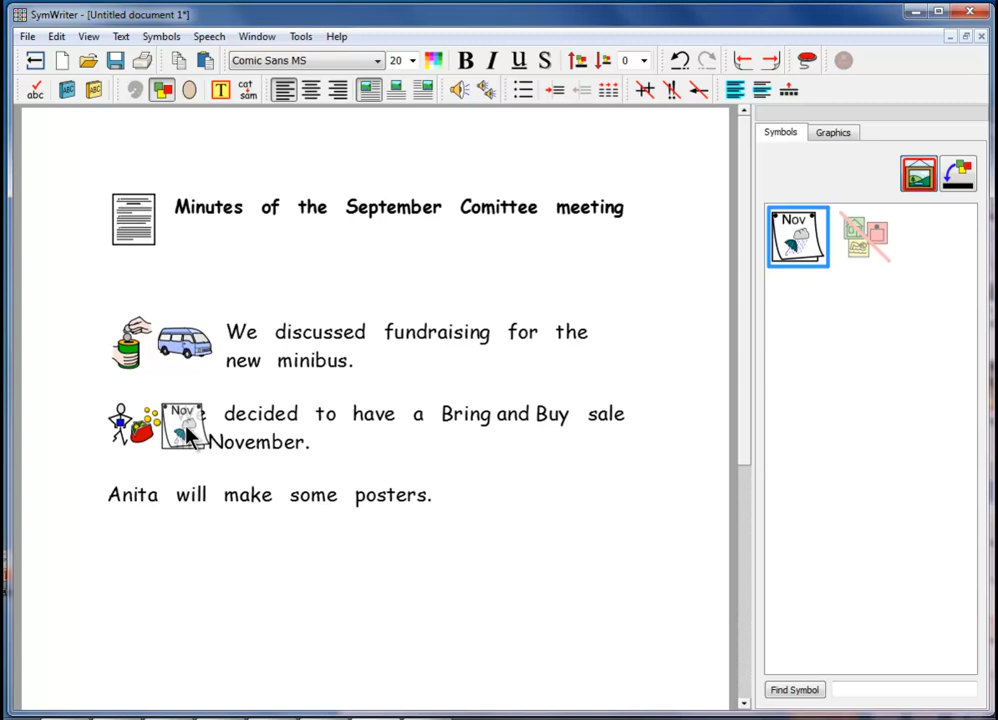 SymWriter - [Untitled document 1*]
File Edit View Text Symbols Speech Window Tools Help
Comic Sans MS 20 B I U S 0
abc ABC ABC T cat sam
Symbols Graphics
Nov
Minutes of the September Comittee meeting
We discussed fundraising for the
new minibus.
Nov decided to have a Bring and Buy sale
November.
Anita will make some posters.
Find Symbol